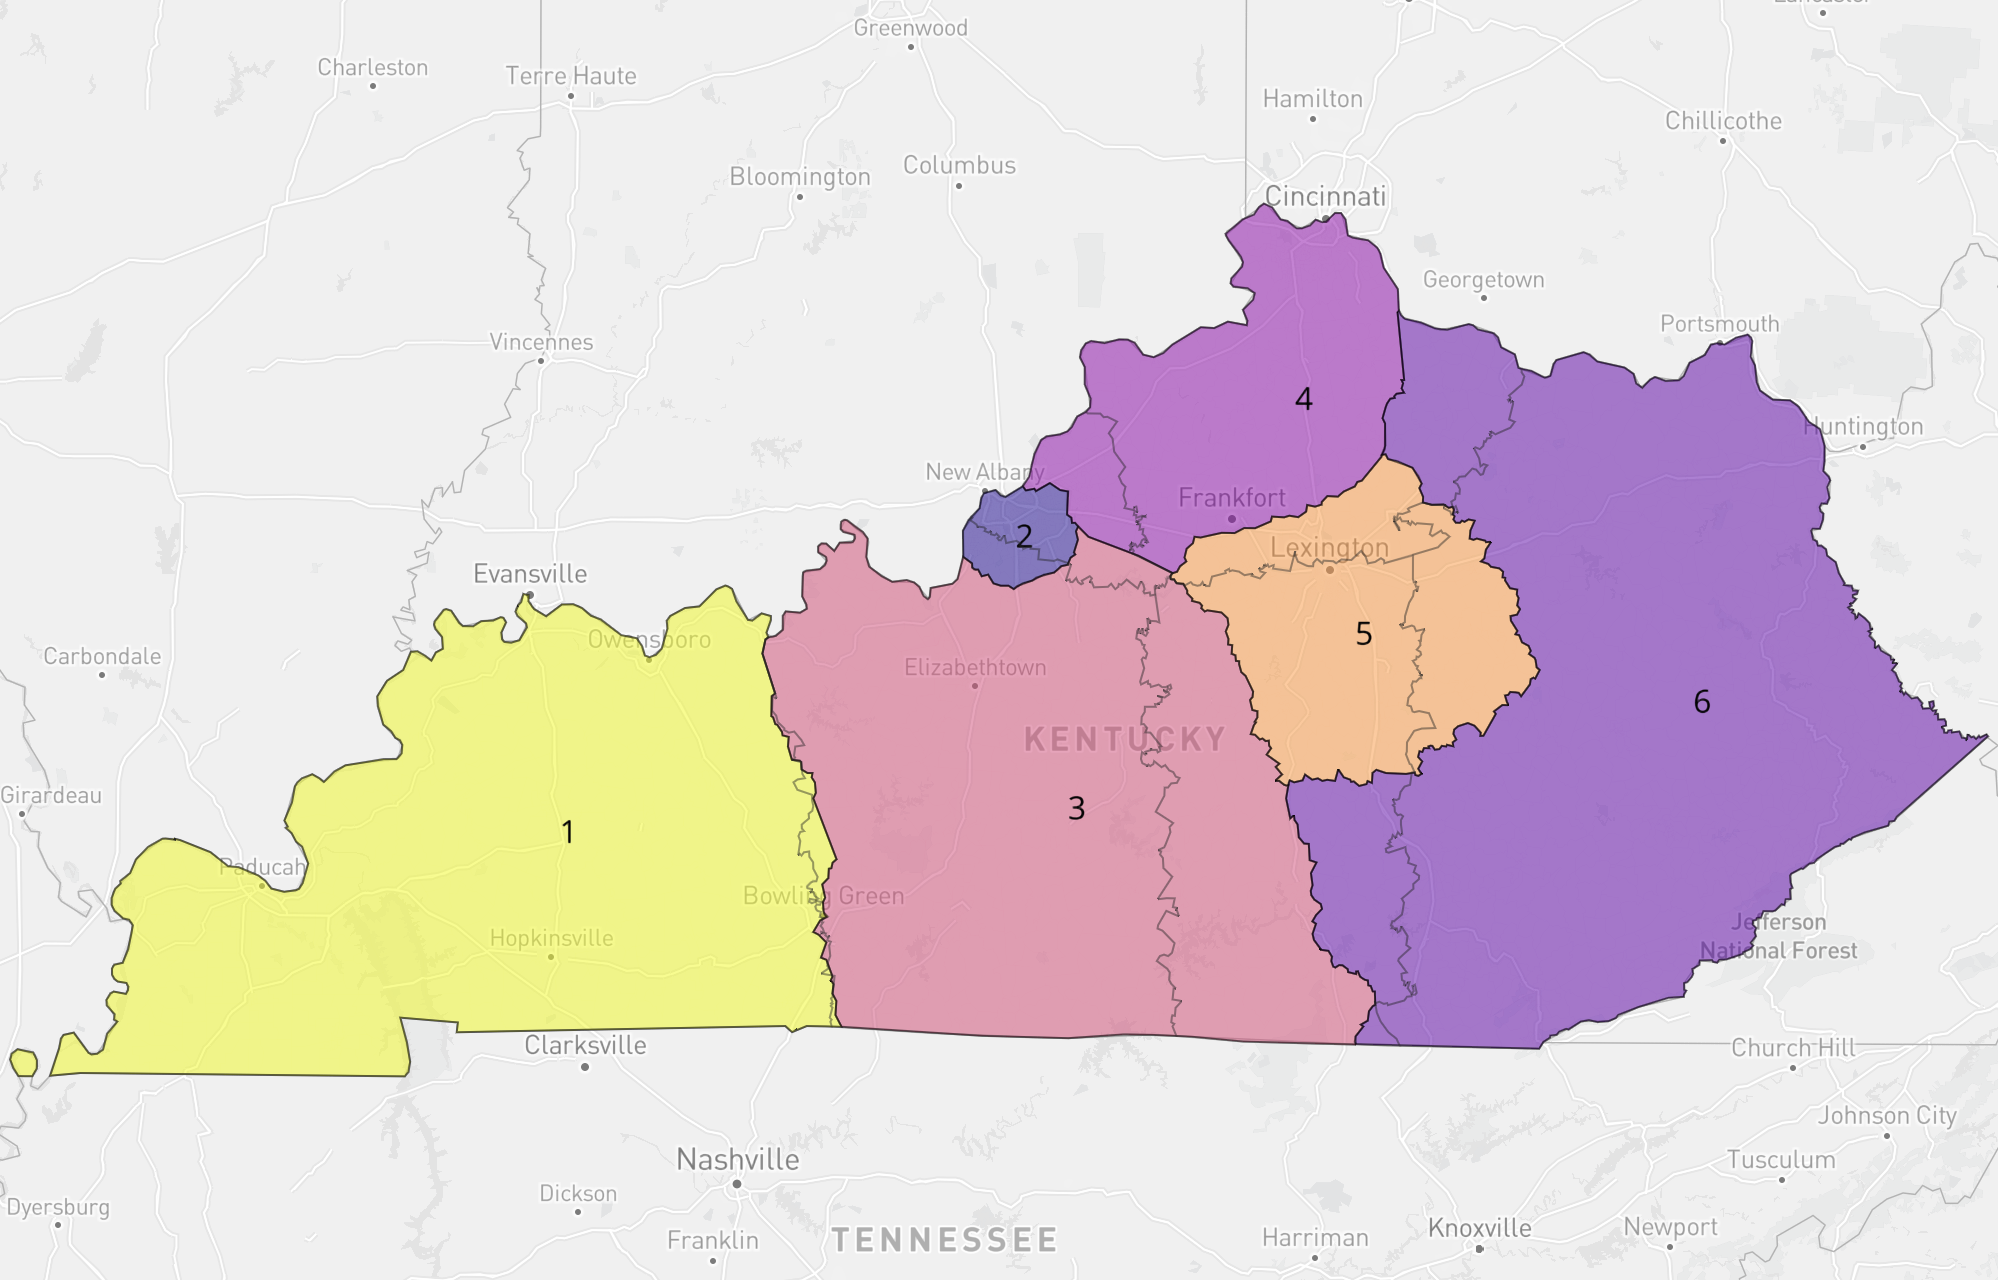 Lancaster
Greenwood
Charleston
Terre Haute
Hamilton
Chillicothe
Columbus
Bloomington
Cincinnati
Georgetown
Portsmouth
Vincennes
4
Huntington
New Albany
Frankfort
2
Lexington
Evansville
5
Owensboro
Carbondale
Elizabethtown
6
KENTUCKY
Girardeau
3
1
Paducah
Bowling Green
Jefferson
National Forest
Hopkinsville
Clarksville
Church Hill
Johnson City
Nashville
Tusculum
Dickson
Dyersburg
Newport
Knoxville
Harriman
Franklin
TENNESSEE